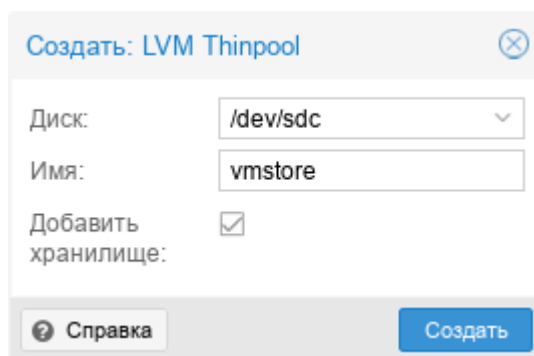 Создать: LVM Thinpool
Диск: /dev/sdc
Имя: vmstore
Добавить
хранилище:
Справка Создать